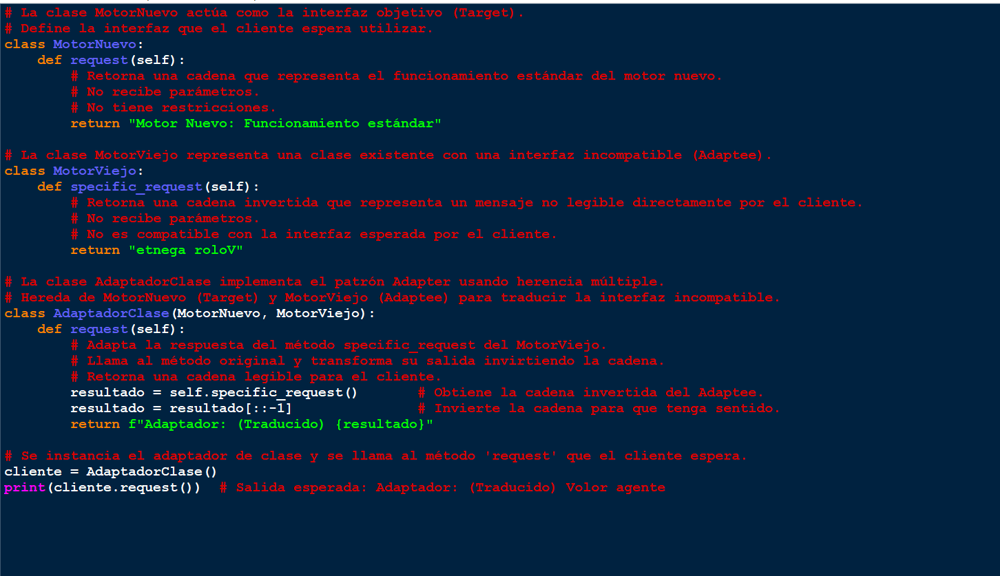 # La clase MotorNuevo actúa como la interfaz objetivo (Target).
# Define la interfaz que el cliente espera utilizar.
class MotorNuevo:
    def request(self):
        # Retorna una cadena que representa el funcionamiento estándar del motor nuevo.
        # No recibe parámetros.
        # No tiene restricciones.
        return "Motor Nuevo: Funcionamiento estándar"

# La clase MotorViejo representa una clase existente con una interfaz incompatible (Adaptee).
class MotorViejo:
    def specific_request(self):
        # Retorna una cadena invertida que representa un mensaje no legible directamente por el cliente.
        # No recibe parámetros.
        # No es compatible con la interfaz esperada por el cliente.
        return "etnega roloV"

# La clase AdaptadorClase implementa el patrón Adapter usando herencia múltiple.
# Hereda de MotorNuevo (Target) y MotorViejo (Adaptee) para traducir la interfaz incompatible.
class AdaptadorClase(MotorNuevo, MotorViejo):
    def request(self):
        # Adapta la respuesta del método specific_request del MotorViejo.
        # Llama al método original y transforma su salida invirtiendo la cadena.
        # Retorna una cadena legible para el cliente.
        resultado = self.specific_request()       # Obtiene la cadena invertida del Adaptee.
        resultado = resultado[::-1]               # Invierte la cadena para que tenga sentido.
        return f"Adaptador: (Traducido) {resultado}"

# Se instancia el adaptador de clase y se llama al método 'request' que el cliente espera.
cliente = AdaptadorClase()
print(cliente.request())  # Salida esperada: Adaptador: (Traducido) Volor agente